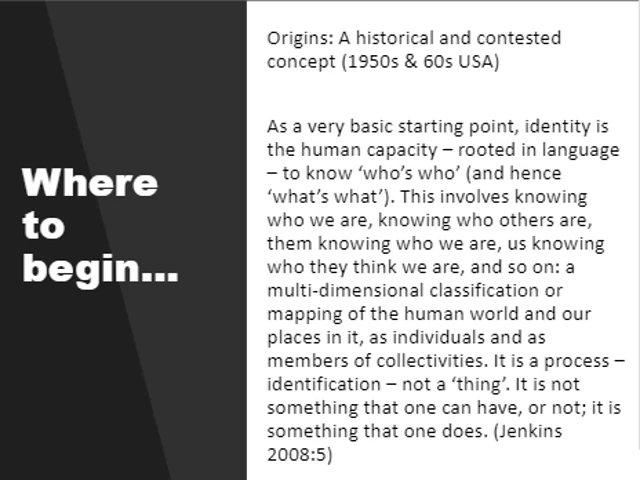 Where
to
begin...
Origins: A historical and contested
concept (1950s & 60s USA)
As a very basic starting point, identity is
the human capacity – rooted in language
– to know ‘who’s who’ (and hence
‘what’s what’). This involves knowing
who we are, knowing who others are,
them knowing who we are, us knowing
who they think we are, and so on: a
multi-dimensional classification or
mapping of the human world and our
places in it, as individuals and as
members of collectivities. It is a process –
identification – not a ‘thing’. It is not
something that one can have, or not; it is
something that one does. (Jenkins
2008:5)